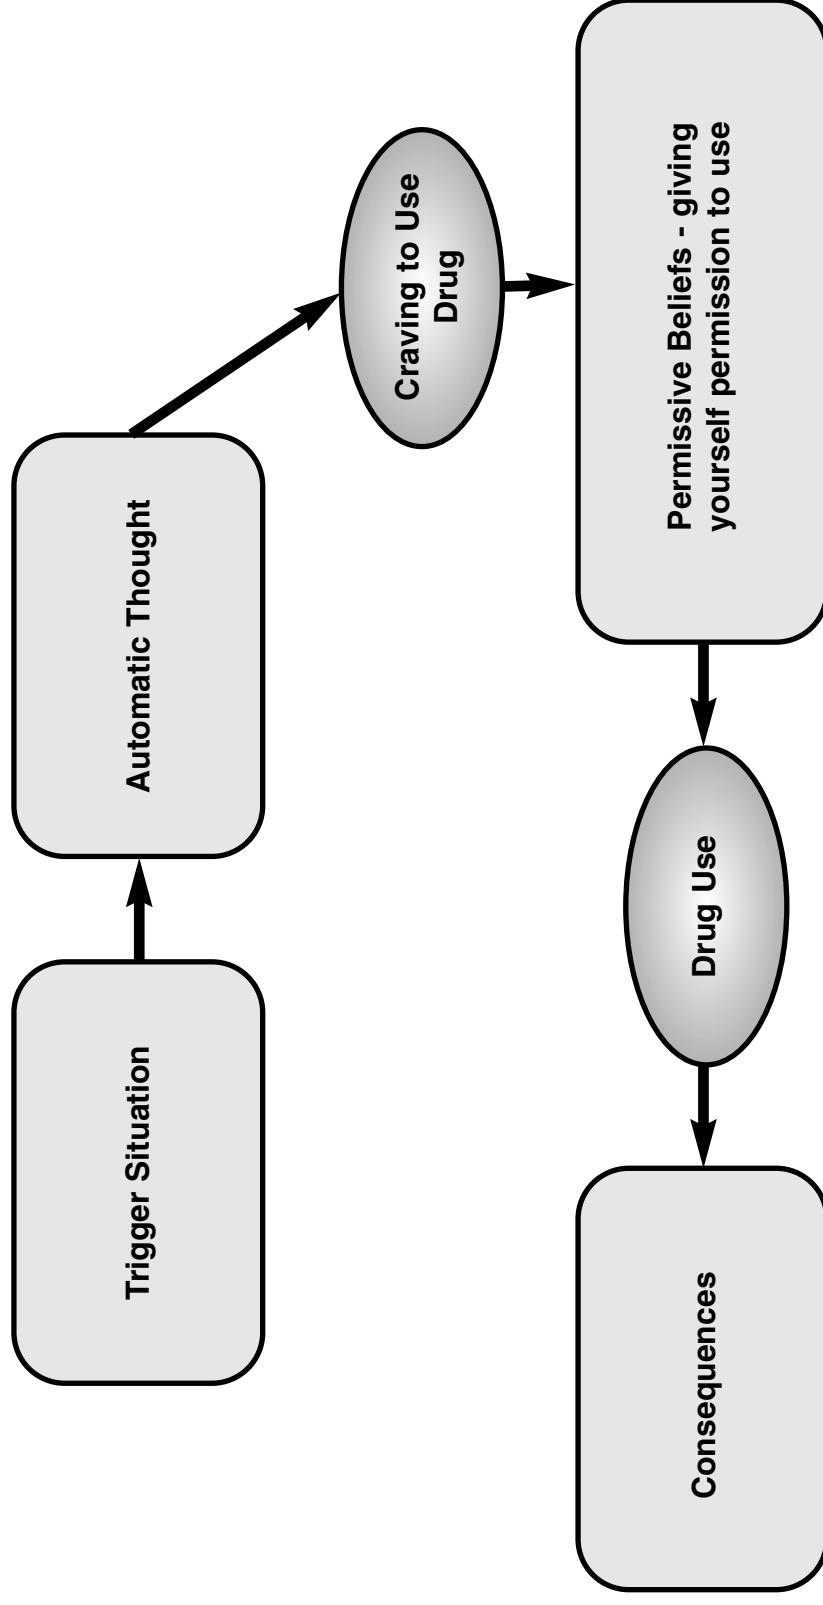 Trigger Situation
Automatic Thought
Craving to Use
Drug
Permissive Beliefs - giving
yourself permission to use
Drug Use
Consequences